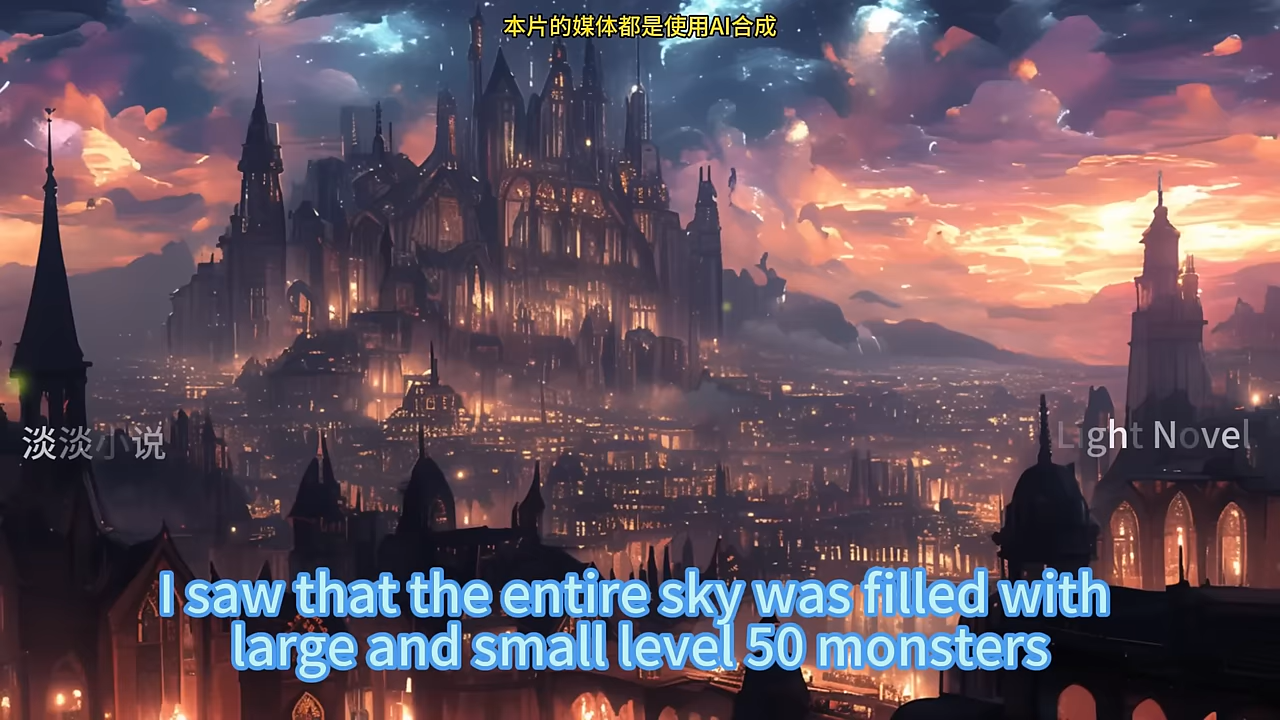 本片的媒体都是使用AI合成
淡淡小说
Light Novel
I saw that the entire sky was filled with
large and small level 50 monsters